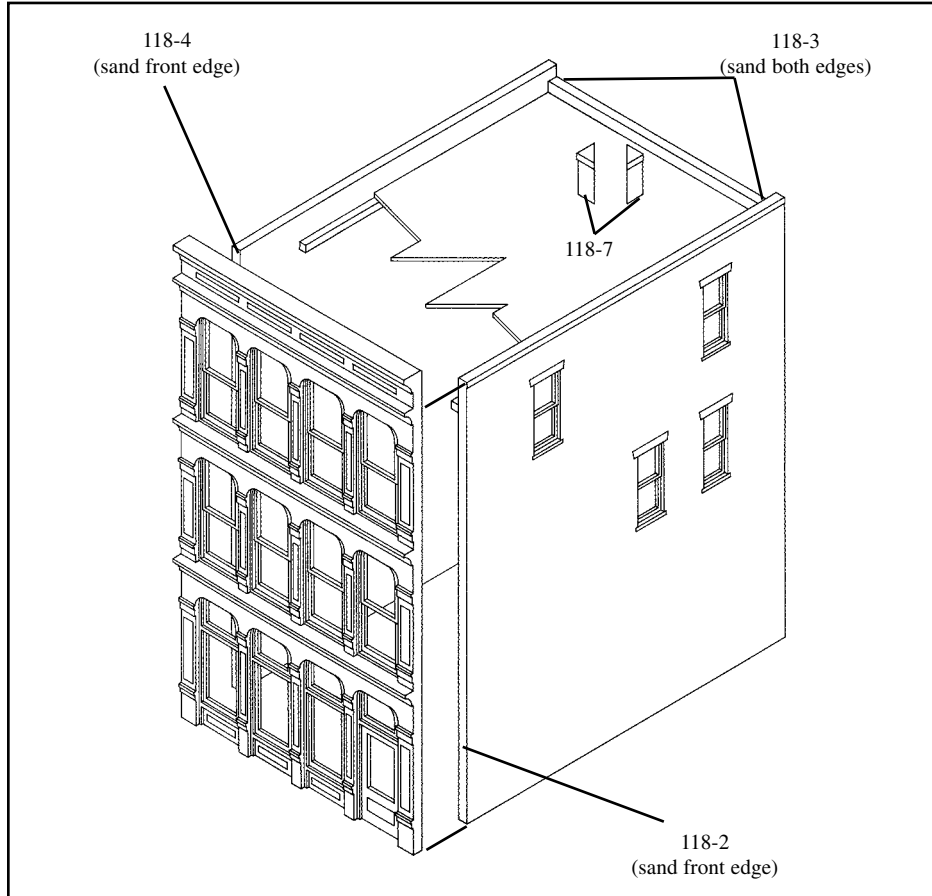 118-4
(sand front edge)
118-3
(sand both edges)
118-7
118-2
(sand front edge)